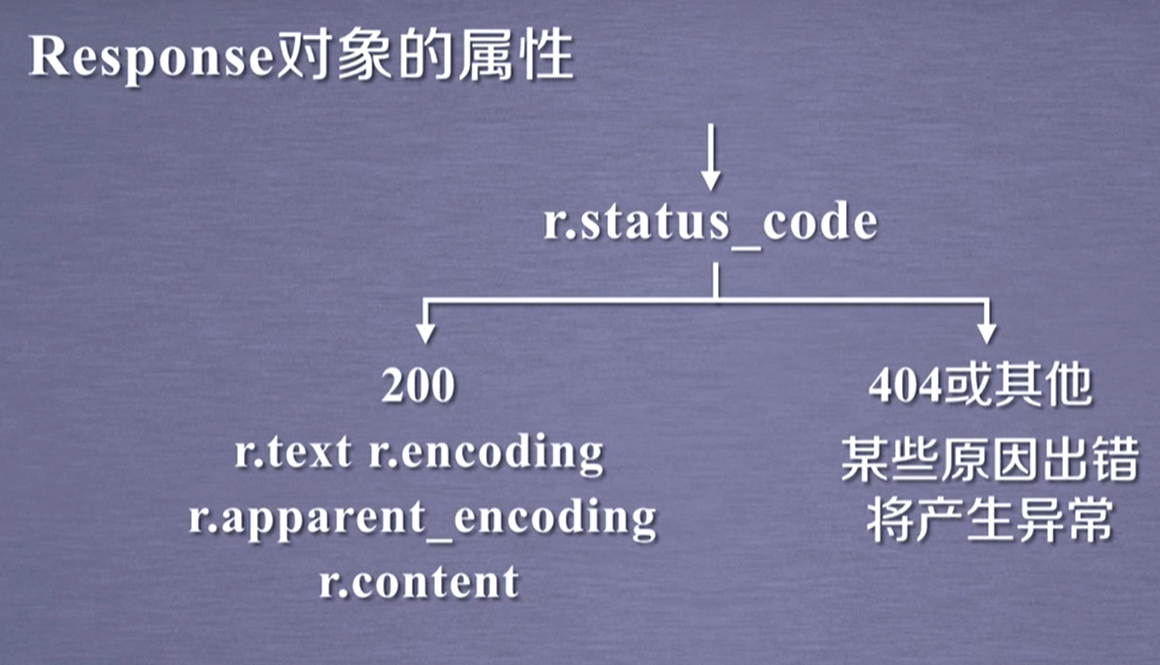 Response对象的属性
r.status_code
200
r.text r.encoding
r.apparent_encoding
r.content
404或其他
某些原因出错
将产生异常